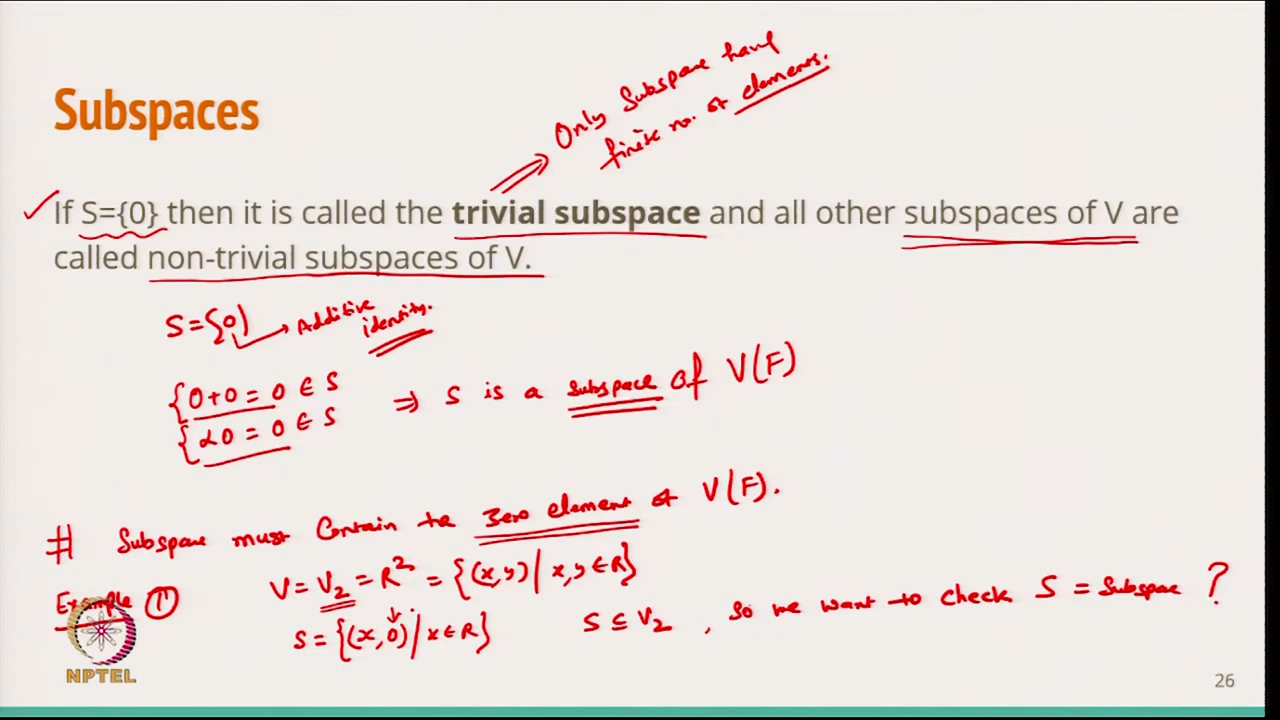 Subspaces
Only Subspace have
finite no. of elements.
If S={0} then it is called the trivial subspace and all other subspaces of V are
called non-trivial subspaces of V.
S={0} → Additive
identity.
{0+0 = 0 ∈ S
{α0 = 0 ∈ S
⇒ S is a subspace of V(F)
# Subspace must contain the zero element of V(F).
Example ① V = V₂ = R² = {(x,y) | x,y ∈ R}
S = {(x,0) | x ∈ R} S ⊆ V₂ , So we want to check S = Subspace ?
NPTEL
26